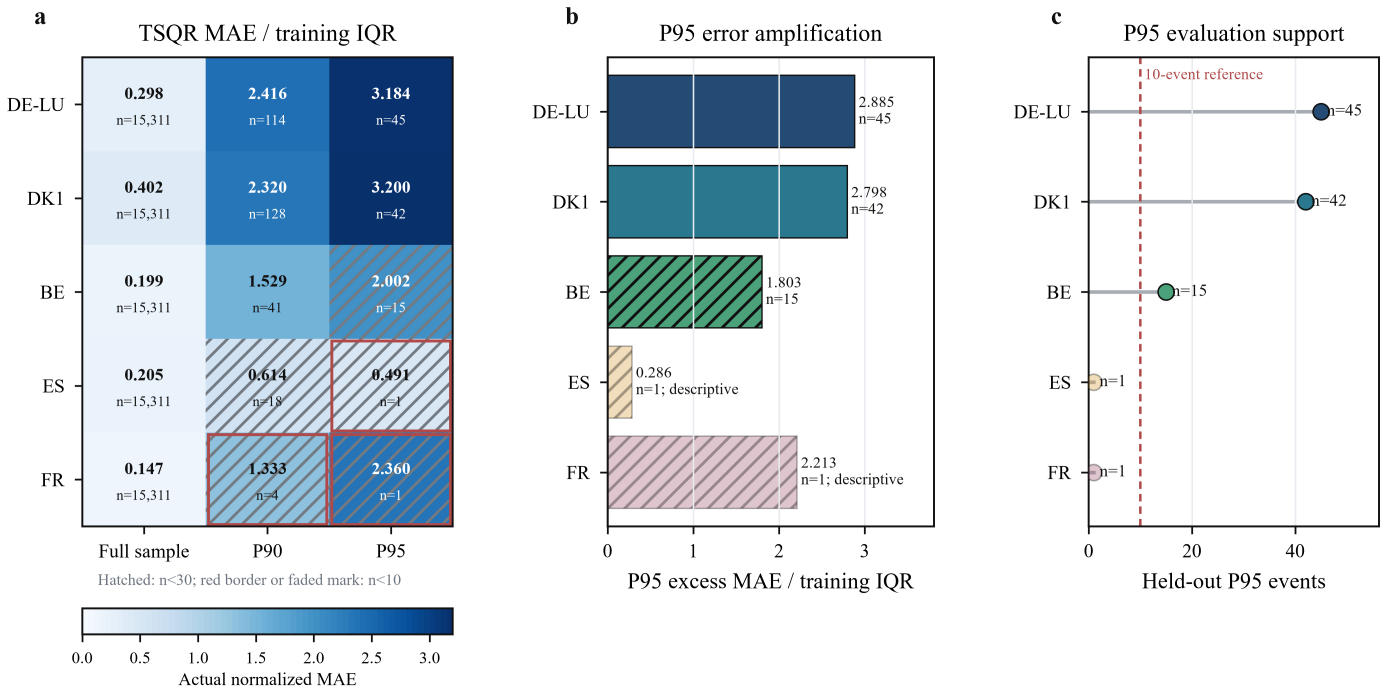 a
TSQR MAE / training IQR
DE-LU
0.298
n=15,311
2.416
n=114
3.184
n=45
DK1
0.402
n=15,311
2.320
n=128
3.200
n=42
BE
0.199
n=15,311
1.529
n=41
2.002
n=15
ES
0.205
n=15,311
0.614
n=18
0.491
n=1
FR
0.147
n=15,311
1.333
n=4
2.360
n=1
Full sample
P90
P95
Hatched: n<30; red border or faded mark: n<10
0.0
0.5
1.0
1.5
2.0
2.5
3.0
Actual normalized MAE
b
P95 error amplification
DE-LU
2.885
n=45
DK1
2.798
n=42
BE
1.803
n=15
ES
0.286
n=1; descriptive
FR
2.213
n=1; descriptive
0
1
2
3
P95 excess MAE / training IQR
c
P95 evaluation support
10-event reference
DE-LU
n=45
DK1
n=42
BE
n=15
ES
n=1
FR
n=1
0
20
40
Held-out P95 events